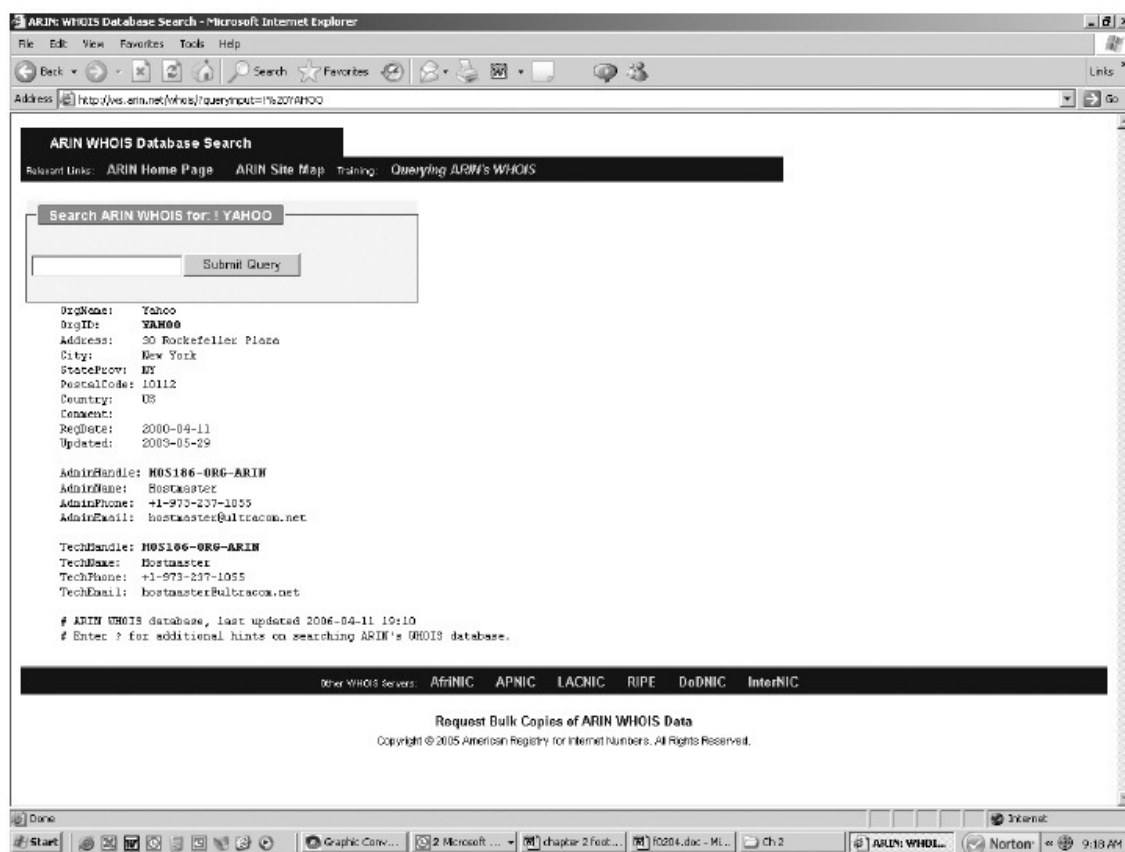 ARIN: WHOIS Database Search - Microsoft Internet Explorer
File Edit View Favorites Tools Help
Back Search Favorites Links
Address http://ws.arin.net/whois/?queryinput=!%20YAHOO Go
ARIN WHOIS Database Search
Relevant Links: ARIN Home Page ARIN Site Map Training: Querying ARIN's WHOIS
Search ARIN WHOIS for: ! YAHOO
Submit Query
OrgName: Yahoo
OrgID: YAHOO
Address: 30 Rockefeller Plaza
City: New York
StateProv: NY
PostalCode: 10112
Country: US
Comment:
RegDate: 2000-04-11
Updated: 2003-05-29
AdminHandle: HOS186-ORG-ARIN
AdminName: Hostmaster
AdminPhone: +1-973-237-1055
AdminEmail: hostmaster@ultracom.net
TechHandle: HOS186-ORG-ARIN
TechName: Hostmaster
TechPhone: +1-973-237-1055
TechEmail: hostmaster@ultracom.net
# ARIN WHOIS database, last updated 2006-04-11 19:10
# Enter ? for additional hints on searching ARIN's WHOIS database.
Other WHOIS Servers: AfriNIC APNIC LACNIC RIPE DoDNIC InterNIC
Request Bulk Copies of ARIN WHOIS Data
Copyright © 2005 American Registry for Internet Numbers. All Rights Reserved.
Done Internet
Start Graphic Conv... 2 Microsoft ... chapter 2 foot... f0204.doc - Mi... Ch 2 ARIN: WHOI... Norton 9:18 AM